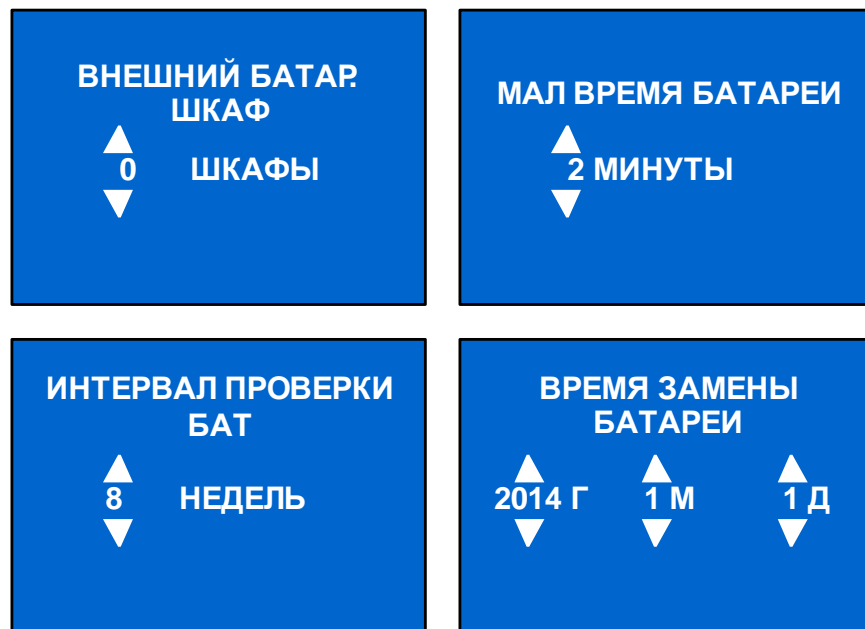 ВНЕШНИЙ БАТАР.
ШКАФ
0 ШКАФЫ
МАЛ ВРЕМЯ БАТАРЕИ
2 МИНУТЫ
ИНТЕРВАЛ ПРОВЕРКИ
БАТ
8 НЕДЕЛЬ
ВРЕМЯ ЗАМЕНЫ
БАТАРЕИ
2014 Г 1 М 1 Д